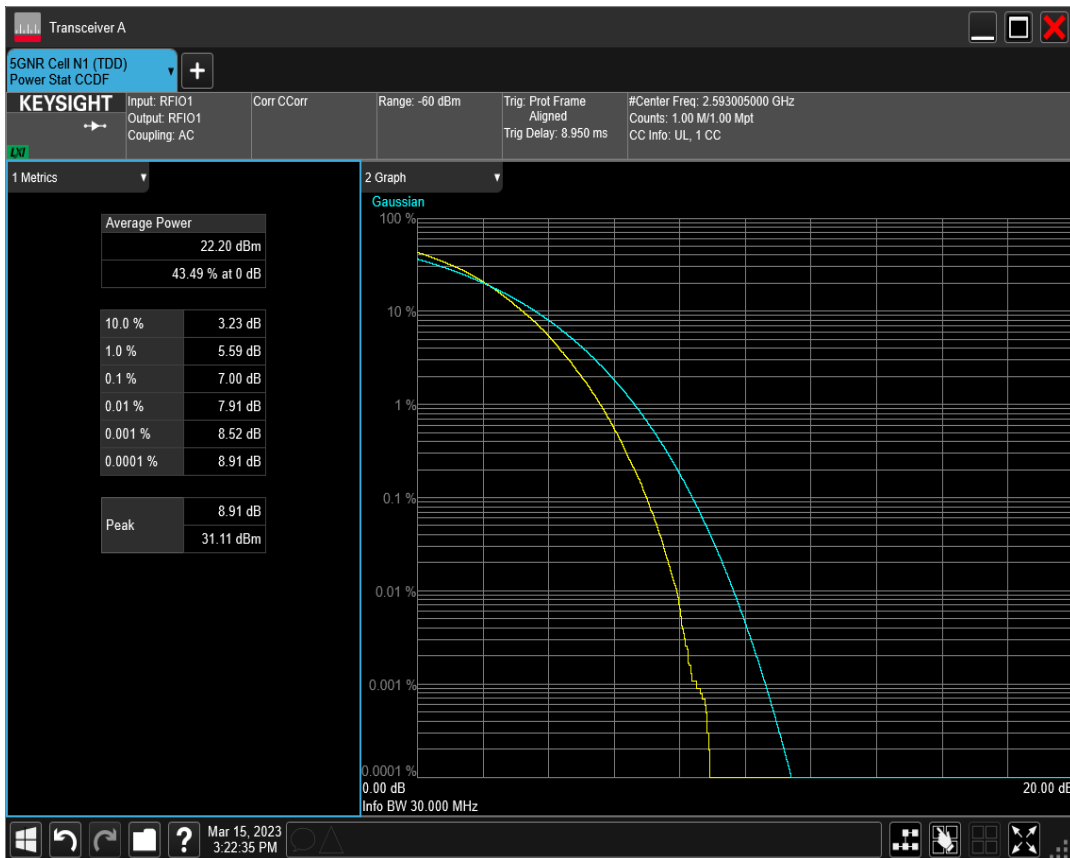 Transceiver A
5GNR Cell N1 (TDD)
Power Stat CCDF
KEYSIGHT
LXI
Input: RFIO1
Output: RFIO1
Coupling: AC
Corr CCorr
Range: -60 dBm
Trig: Prot Frame
Aligned
Trig Delay: 8.950 ms
#Center Freq: 2.593005000 GHz
Counts: 1.00 M/1.00 Mpt
CC Info: UL, 1 CC
1 Metrics
Average Power
22.20 dBm
43.49 % at 0 dB
10.0 % 3.23 dB
1.0 % 5.59 dB
0.1 % 7.00 dB
0.01 % 7.91 dB
0.001 % 8.52 dB
0.0001 % 8.91 dB
Peak
8.91 dB
31.11 dBm
2 Graph
Gaussian
100 %
10 %
1 %
0.1 %
0.01 %
0.001 %
0.0001 %
0.00 dB 20.00 dB
Info BW 30.000 MHz
Mar 15, 2023
3:22:35 PM